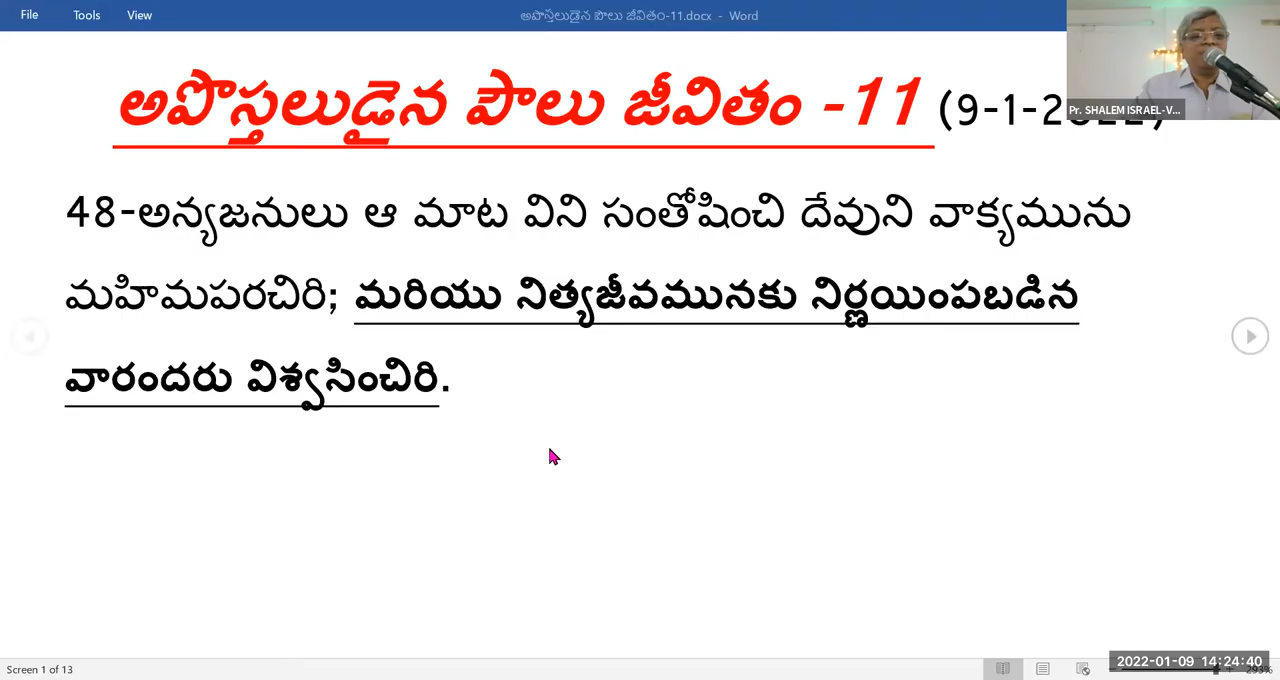 File Tools View అపొస్తలుడైన పౌలు జీవితం-11.docx - Word
అపొస్తలుడైన పౌలు జీవితం -11 (9-1-2022)
Pr. SHALEM ISRAEL-V...
48-అన్యజనులు ఆ మాట విని సంతోషించి దేవుని వాక్యమును
మహిమపరచిరి; మరియు నిత్యజీవమునకు నిర్ణయింపబడిన
వారందరు విశ్వసించిరి.
Screen 1 of 13
2022-01-09 14:24:40
293%